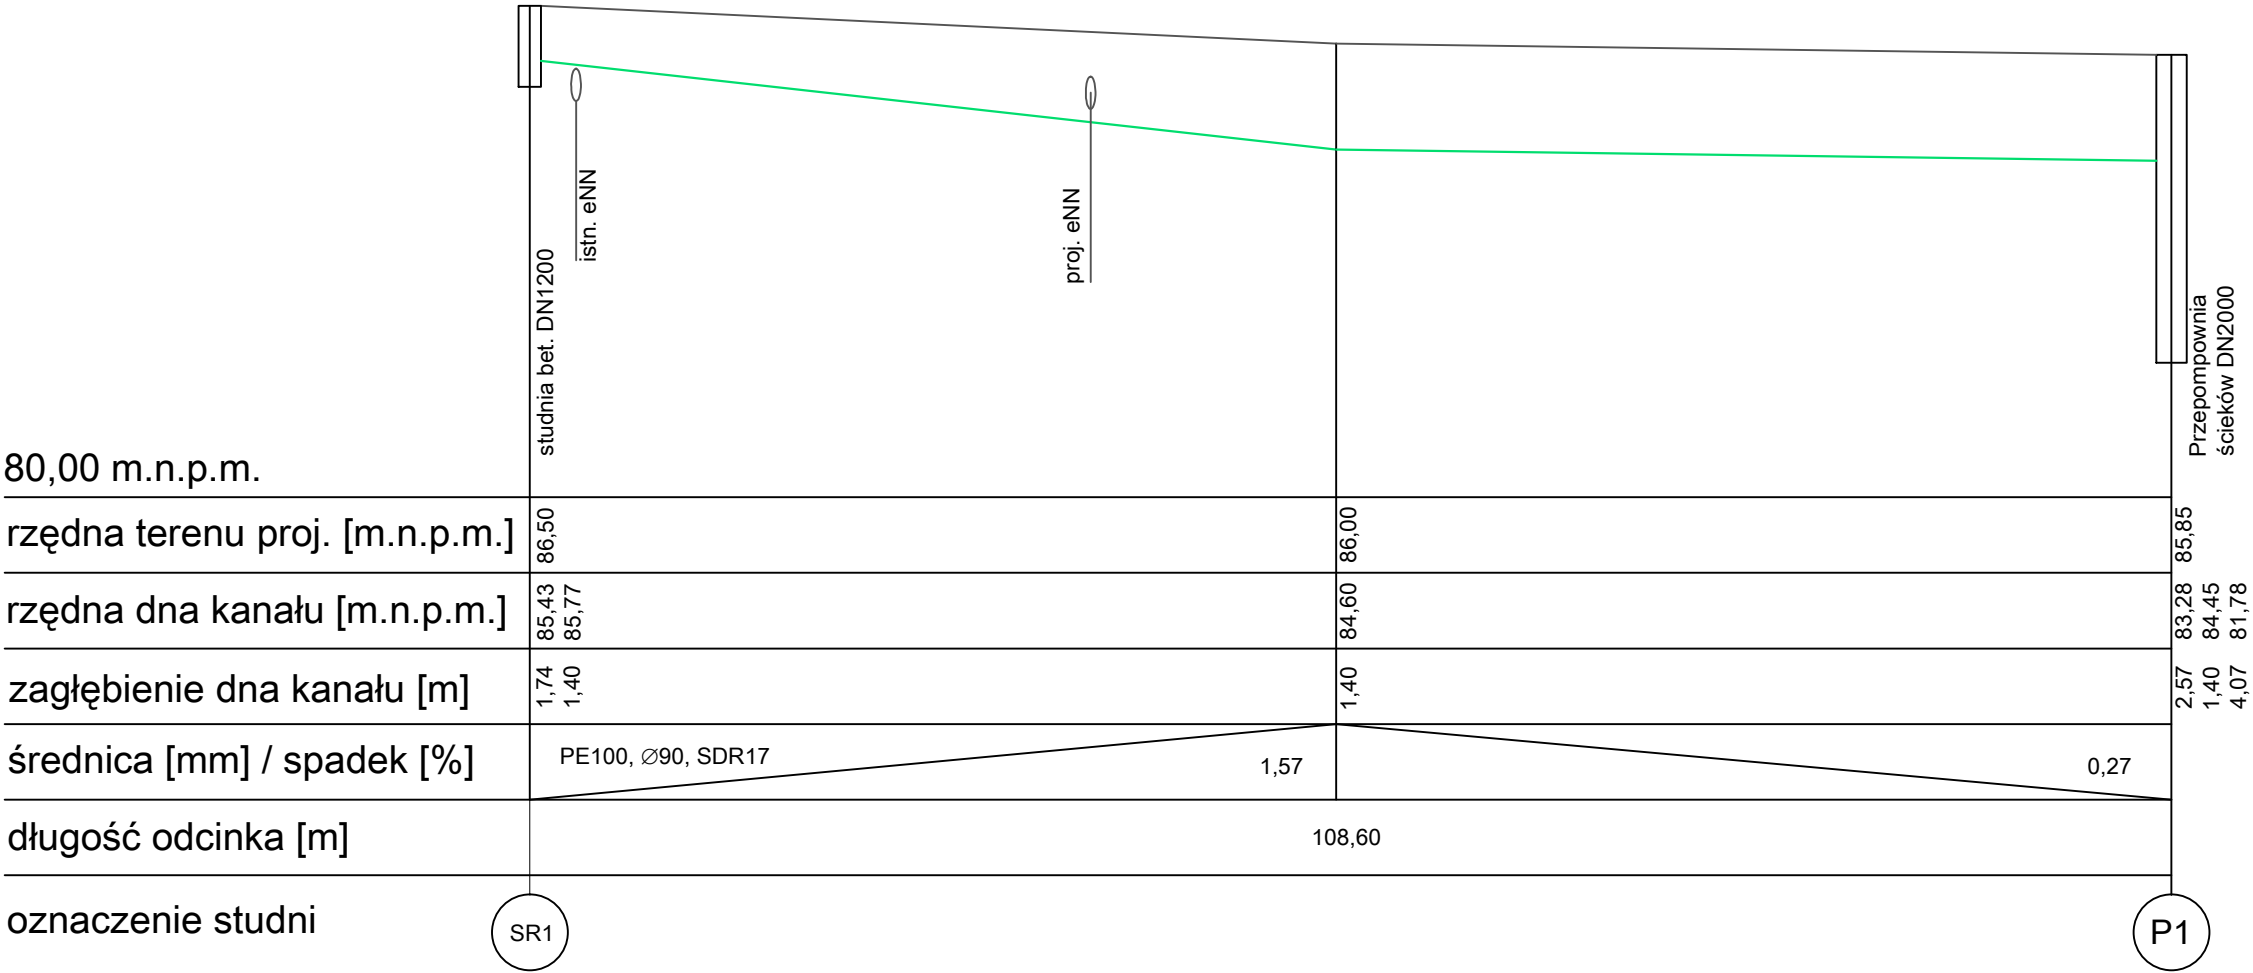 istn. eNN
proj. eNN
studnia bet. DN1200
Przepompownia
ścieków DN2000
80,00 m.n.p.m.
rzędna terenu proj. [m.n.p.m.]
86,50
86,00
85,85
rzędna dna kanału [m.n.p.m.]
85,43
85,77
84,60
83,28
84,45
81,78
zagłębienie dna kanału [m]
1,74
1,40
1,40
2,57
1,40
4,07
średnica [mm] / spadek [%]
PE100, ∅90, SDR17
1,57
0,27
długość odcinka [m]
108,60
oznaczenie studni
SR1
P1